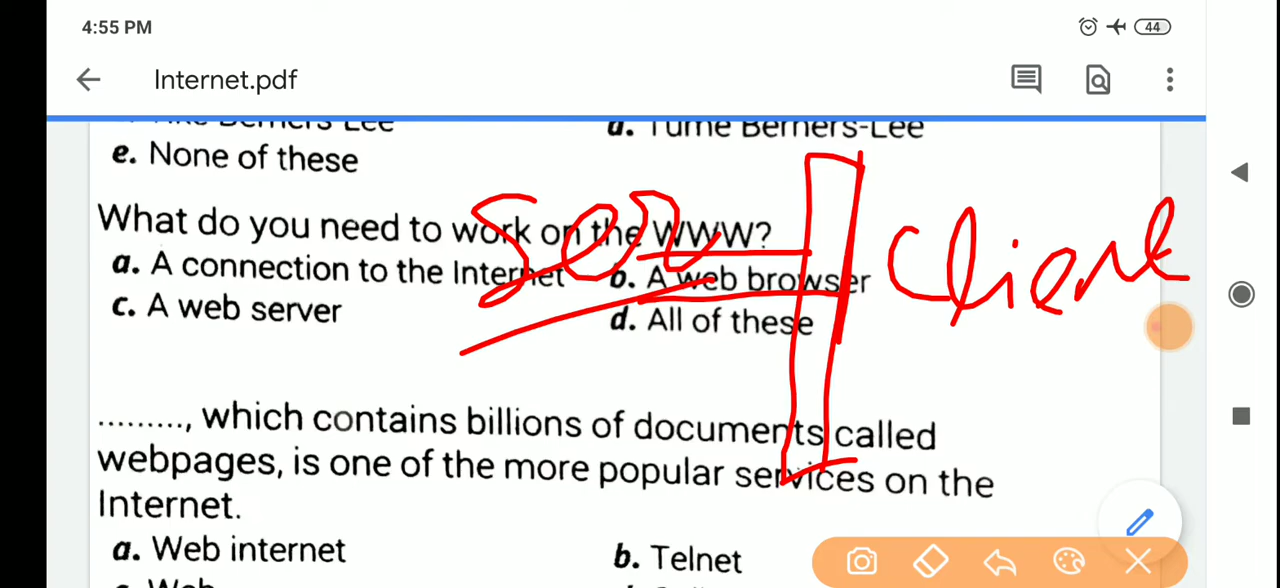 4:55 PM
44
Internet.pdf
d. Tume Berners-Lee
e. None of these
What do you need to work on the WWW?
a. A connection to the Internet b. A web browser
c. A web server d. All of these
Ser Client
........., which contains billions of documents called
webpages, is one of the more popular services on the
Internet.
a. Web internet b. Telnet
c. Web